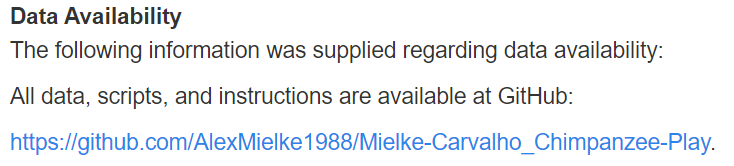 Data Availability
The following information was supplied regarding data availability:
All data, scripts, and instructions are available at GitHub:
https://github.com/AlexMielke1988/Mielke-Carvalho_Chimpanzee-Play.